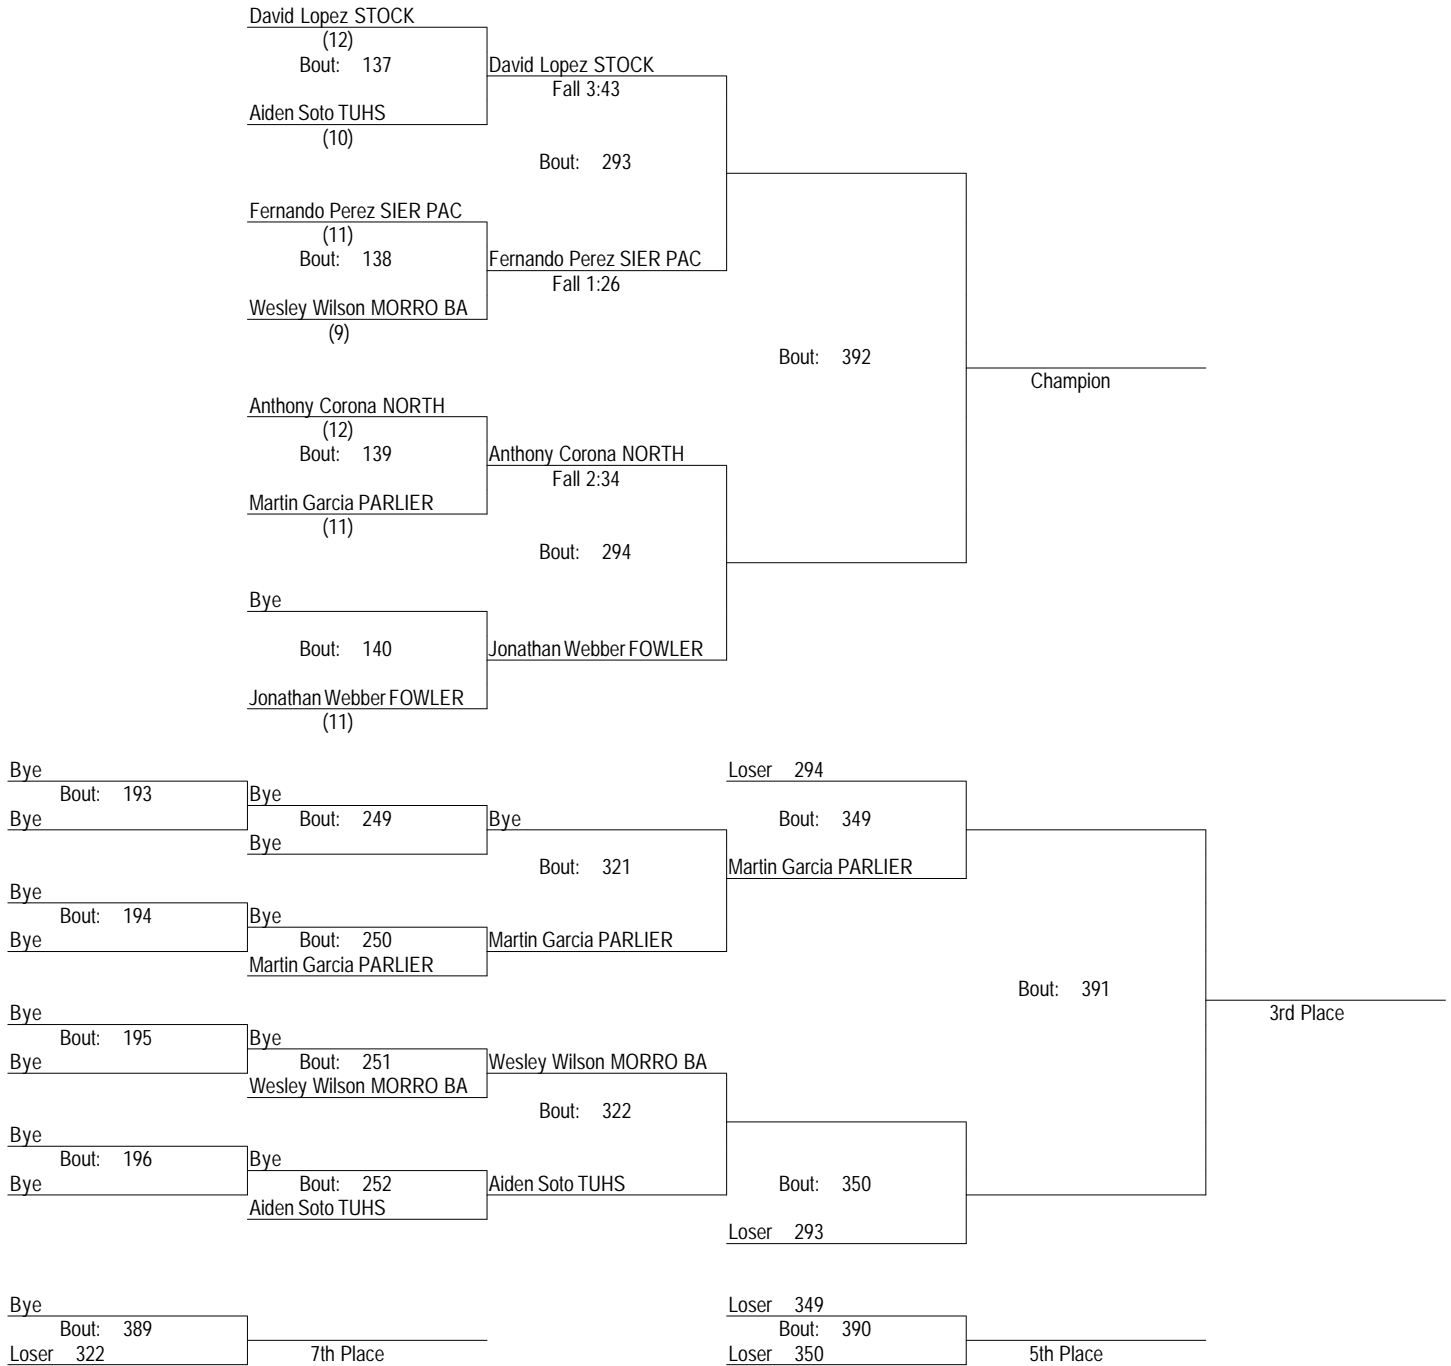 David Lopez STOCK
(12)
Bout: 137
David Lopez STOCK
Fall 3:43
Aiden Soto TUHS
(10)
Bout: 293
Fernando Perez SIER PAC
(11)
Bout: 138
Fernando Perez SIER PAC
Fall 1:26
Wesley Wilson MORRO BA
(9)
Bout: 392
Champion
Anthony Corona NORTH
(12)
Bout: 139
Anthony Corona NORTH
Fall 2:34
Martin Garcia PARLIER
(11)
Bout: 294
Bye
Bout: 140
Jonathan Webber FOWLER
Jonathan Webber FOWLER
(11)
Bye
Bout: 193
Bye
Bye
Bout: 249
Bye
Bye
Loser 294
Bout: 349
Bout: 321
Martin Garcia PARLIER
Bye
Bout: 194
Bye
Bye
Bout: 250
Martin Garcia PARLIER
Martin Garcia PARLIER
Bout: 391
3rd Place
Bye
Bout: 195
Bye
Bye
Bout: 251
Wesley Wilson MORRO BA
Wesley Wilson MORRO BA
Bout: 322
Bye
Bout: 196
Bye
Bye
Bout: 252
Aiden Soto TUHS
Aiden Soto TUHS
Bout: 350
Loser 293
Bye
Bout: 389
Loser 322
7th Place
Loser 349
Bout: 390
Loser 350
5th Place